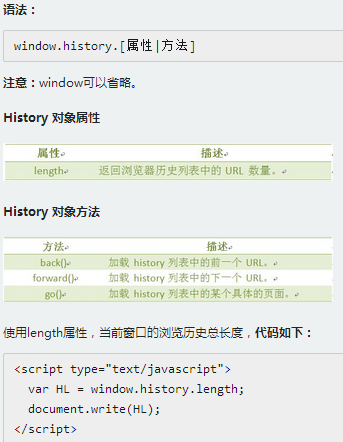 语法：
window.history.[属性|方法]
注意：window可以省略。
History 对象属性
属性 描述
length 返回浏览器历史列表中的 URL 数量。
History 对象方法
方法 描述
back() 加载 history 列表中的前一个 URL。
forward() 加载 history 列表中的下一个 URL。
go() 加载 history 列表中的某个具体的页面。
使用length属性，当前窗口的浏览历史总长度，代码如下：
<script type="text/javascript">
  var HL = window.history.length;
  document.write(HL);
</script>